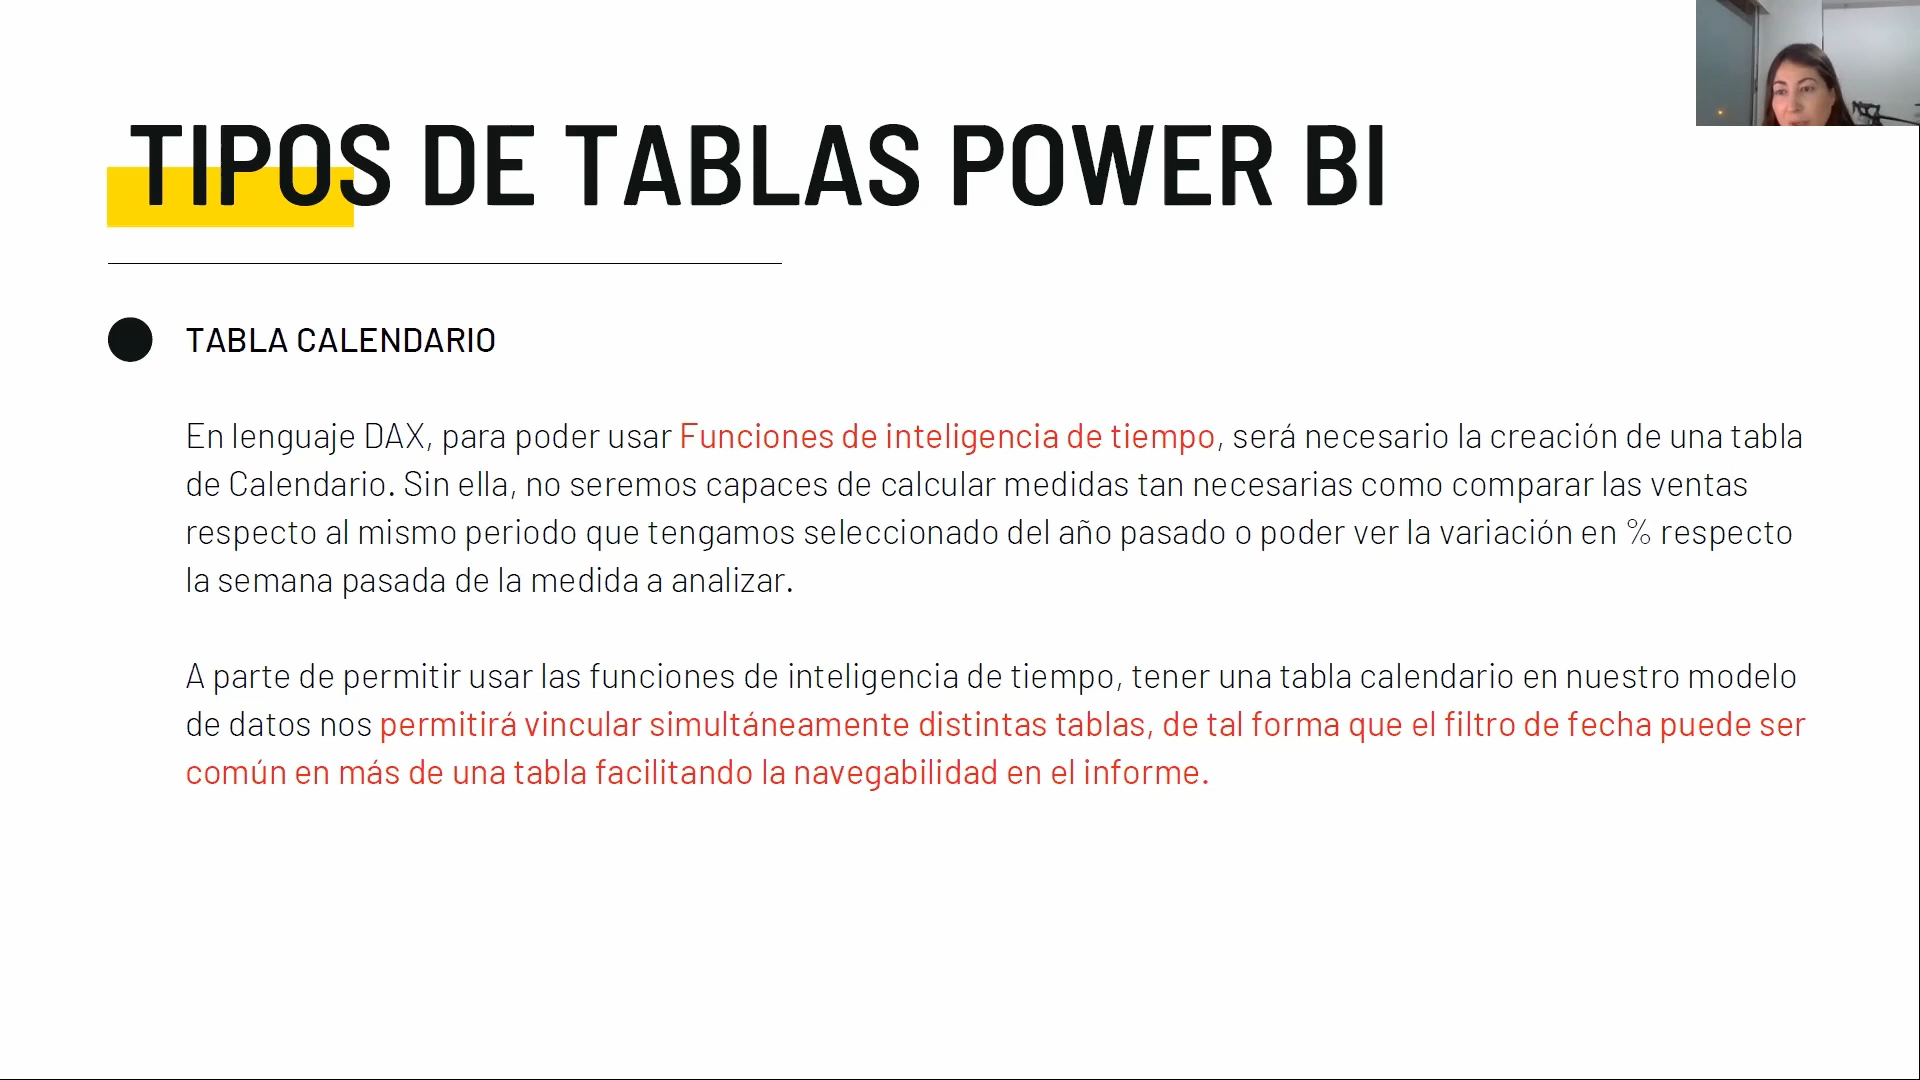 TIPOS DE TABLAS POWER BI
TABLA CALENDARIO
En lenguaje DAX, para poder usar Funciones de inteligencia de tiempo, será necesario la creación de una tabla
de Calendario. Sin ella, no seremos capaces de calcular medidas tan necesarias como comparar las ventas
respecto al mismo periodo que tengamos seleccionado del año pasado o poder ver la variación en % respecto
la semana pasada de la medida a analizar.
A parte de permitir usar las funciones de inteligencia de tiempo, tener una tabla calendario en nuestro modelo
de datos nos permitirá vincular simultáneamente distintas tablas, de tal forma que el filtro de fecha puede ser
común en más de una tabla facilitando la navegabilidad en el informe.